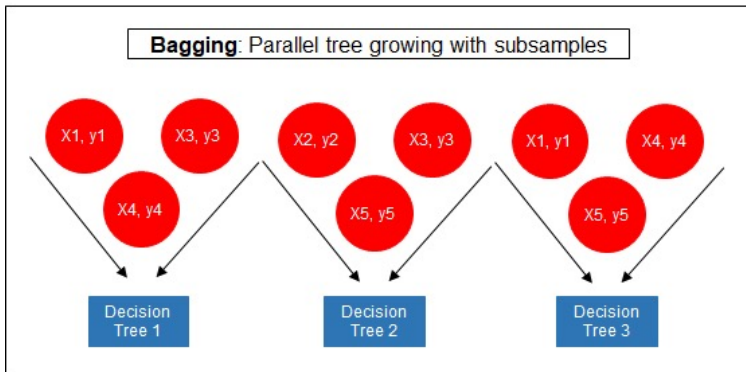 Bagging: Parallel tree growing with subsamples
X1, y1
X3, y3
X4, y4
X2, y2
X3, y3
X5, y5
X1, y1
X4, y4
X5, y5
Decision
Tree 1
Decision
Tree 2
Decision
Tree 3